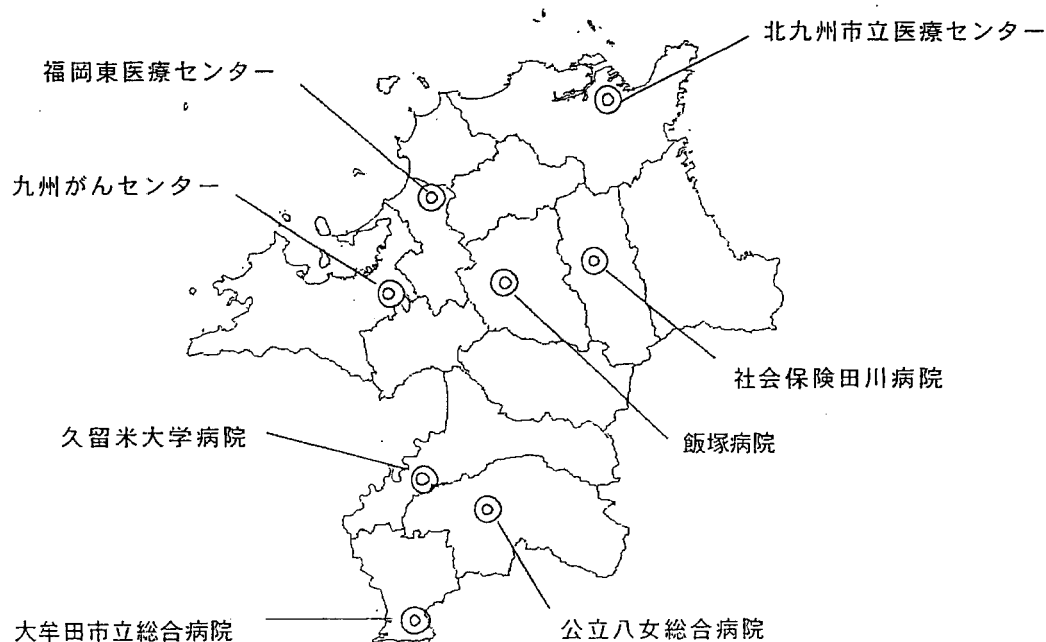 北九州市立医療センター
福岡東医療センター
九州がんセンター
社会保険田川病院
久留米大学病院
飯塚病院
大牟田市立総合病院
公立八女総合病院